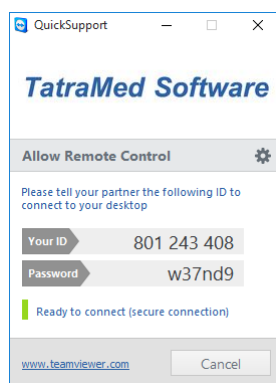 QuickSupport
TatraMed Software
Allow Remote Control
Please tell your partner the following ID to
connect to your desktop
Your ID 801 243 408
Password w37nd9
Ready to connect (secure connection)
www.teamviewer.com Cancel